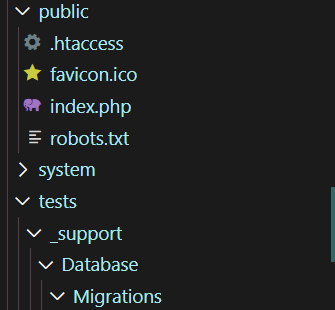 public
.htaccess
favicon.ico
index.php
robots.txt
system
tests
_support
Database
Migrations